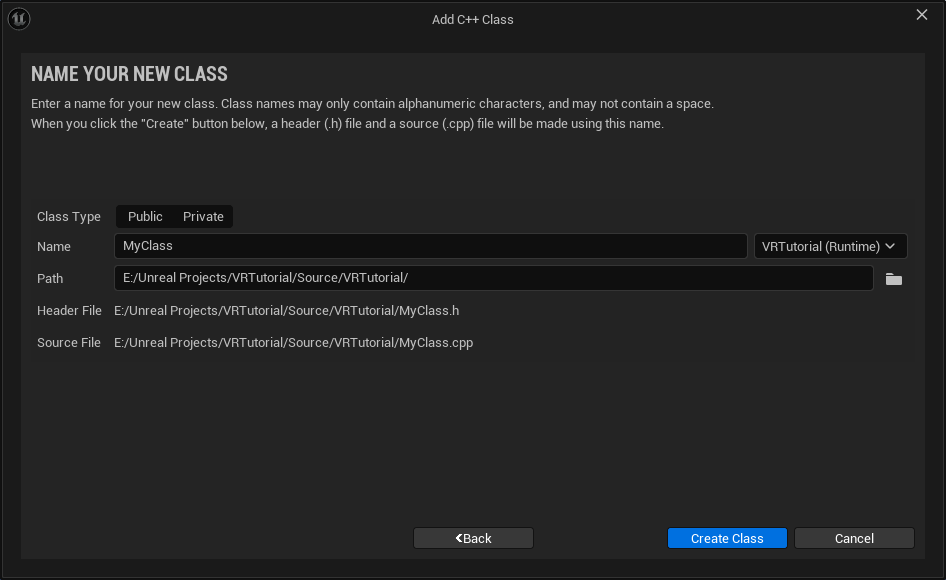 Add C++ Class
NAME YOUR NEW CLASS
Enter a name for your new class. Class names may only contain alphanumeric characters, and may not contain a space.
When you click the "Create" button below, a header (.h) file and a source (.cpp) file will be made using this name.
Class Type Public Private
Name MyClass VRTutorial (Runtime)
Path E:/Unreal Projects/VRTutorial/Source/VRTutorial/
Header File E:/Unreal Projects/VRTutorial/Source/VRTutorial/MyClass.h
Source File E:/Unreal Projects/VRTutorial/Source/VRTutorial/MyClass.cpp
Back Create Class Cancel